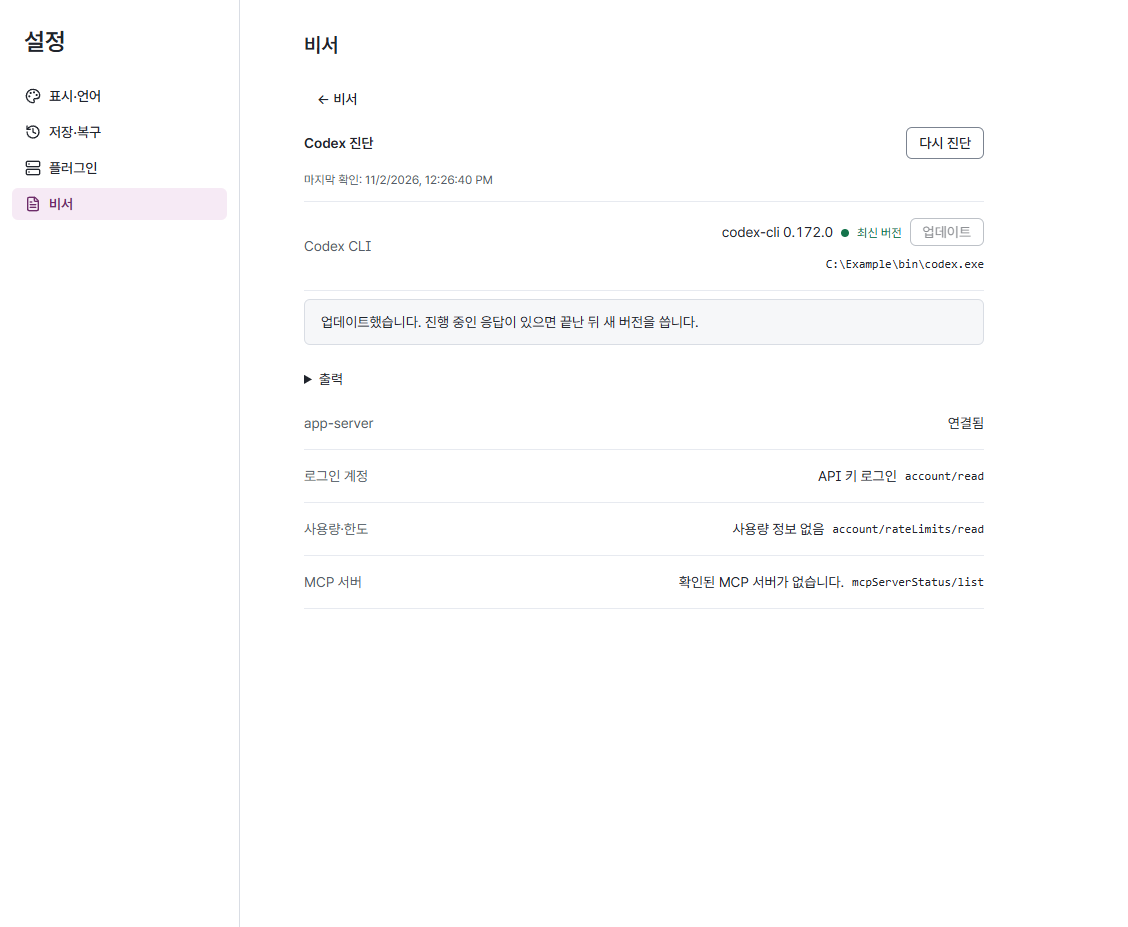 설정
표시·언어
저장·복구
플러그인
비서
비서
← 비서
Codex 진단
다시 진단
마지막 확인: 11/2/2026, 12:26:40 PM
Codex CLI
codex-cli 0.172.0 ● 최신 버전 업데이트
C:\Example\bin\codex.exe
업데이트했습니다. 진행 중인 응답이 있으면 끝난 뒤 새 버전을 씁니다.
▶ 출력
app-server 연결됨
로그인 계정 API 키 로그인 account/read
사용량·한도 사용량 정보 없음 account/rateLimits/read
MCP 서버 확인된 MCP 서버가 없습니다. mcpServerStatus/list